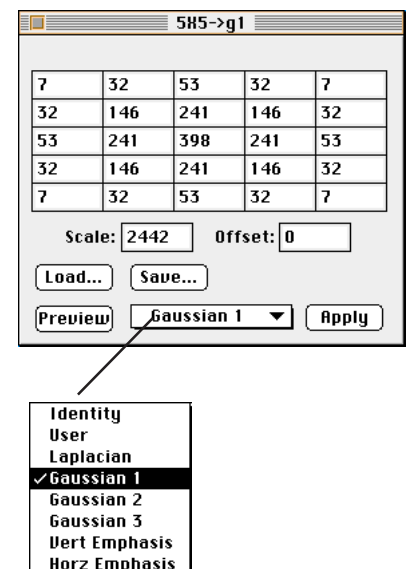 5X5->g1
7 32 53 32 7
32 146 241 146 32
53 241 398 241 53
32 146 241 146 32
7 32 53 32 7
Scale: 2442 Offset: 0
Load... Save...
Preview Gaussian 1 Apply
Identity
User
Laplacian
✓Gaussian 1
Gaussian 2
Gaussian 3
Vert Emphasis
Horz Emphasis